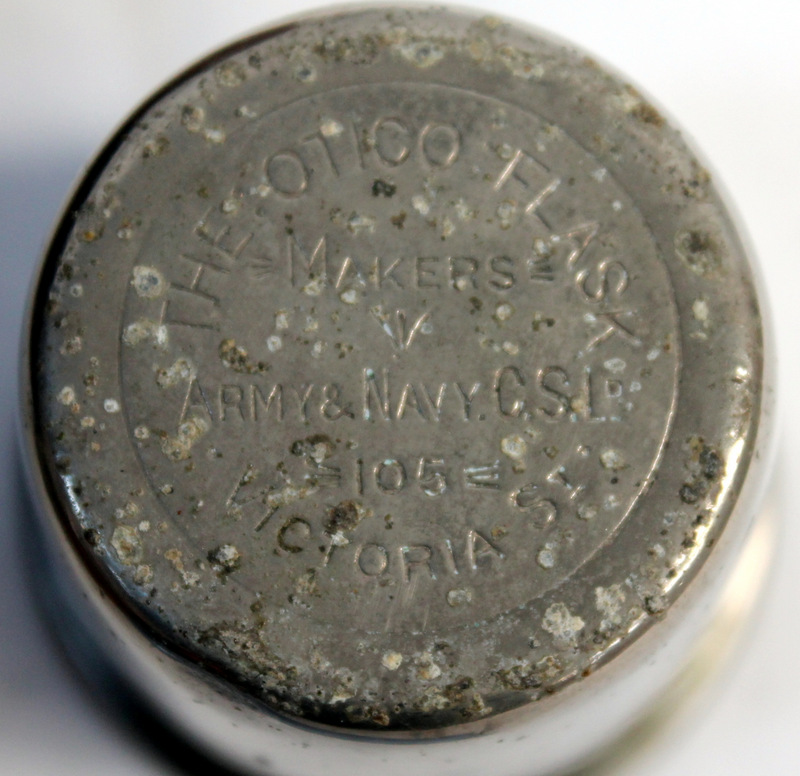 THE OTICO FLASK
MAKERS
ARMY & NAVY. C.S.LD.
105
VICTORIA ST.